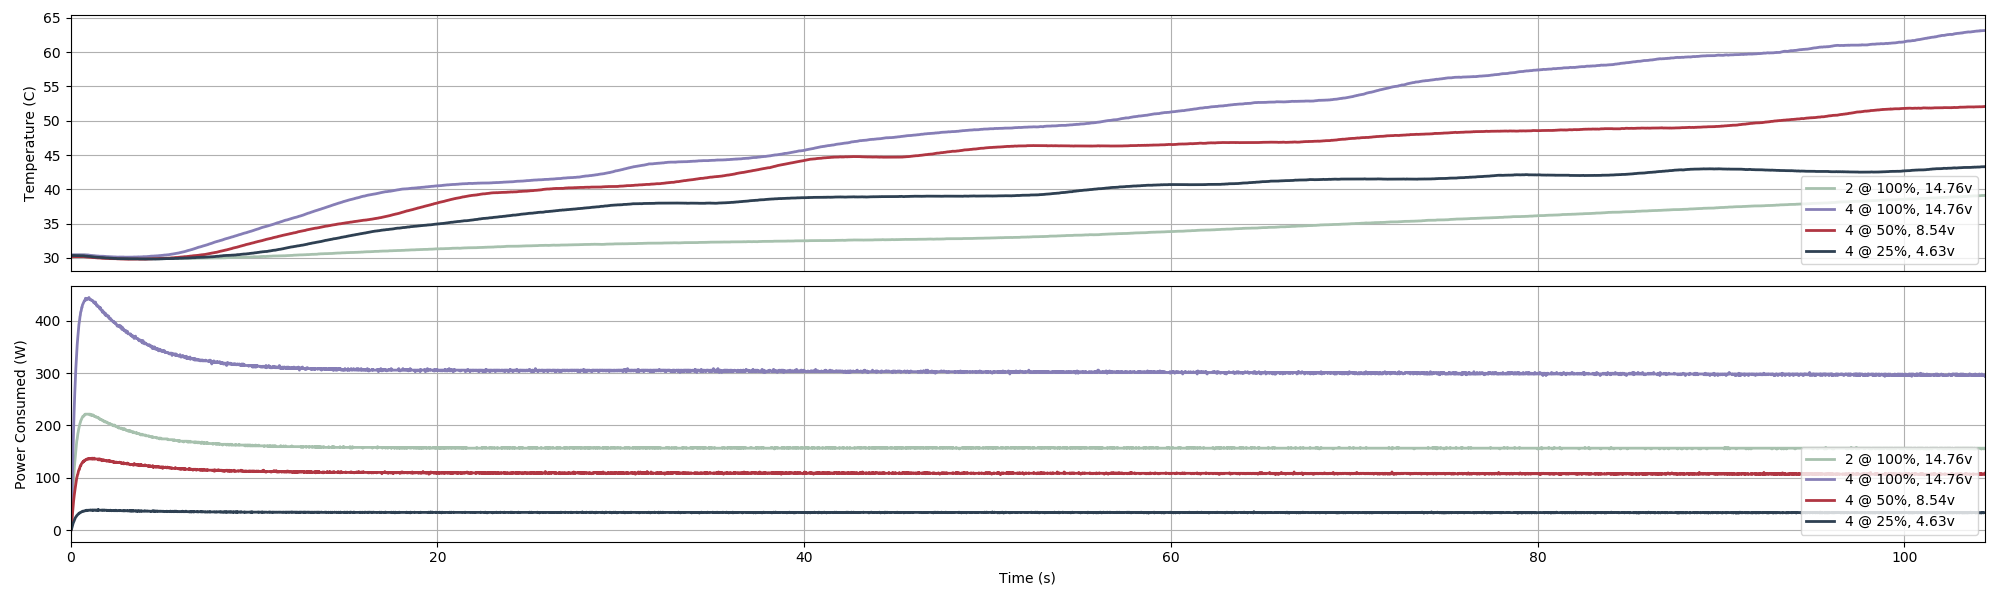 Temperature (C)
65
60
55
50
45
40
35
30
2 @ 100%, 14.76v
4 @ 100%, 14.76v
4 @ 50%, 8.54v
4 @ 25%, 4.63v
Power Consumed (W)
400
300
200
100
0
2 @ 100%, 14.76v
4 @ 100%, 14.76v
4 @ 50%, 8.54v
4 @ 25%, 4.63v
0 20 40 60 80 100
Time (s)